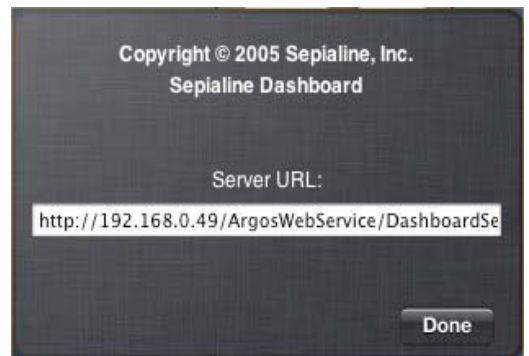 Copyright © 2005 Sepialine, Inc.
Sepialine Dashboard
Server URL:
http://192.168.0.49/ArgosWebService/DashboardSe
Done